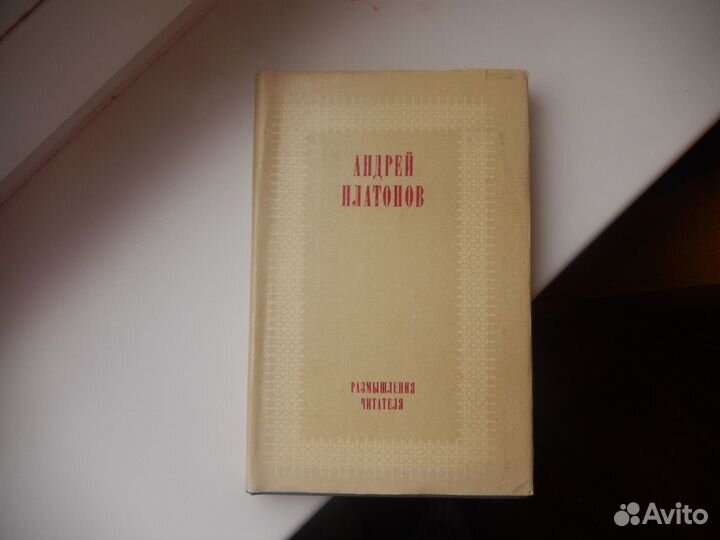 АНДРЕЙ
ПЛАТОНОВ
РАЗМЫШЛЕНИЯ
ЧИТАТЕЛЯ
Avito